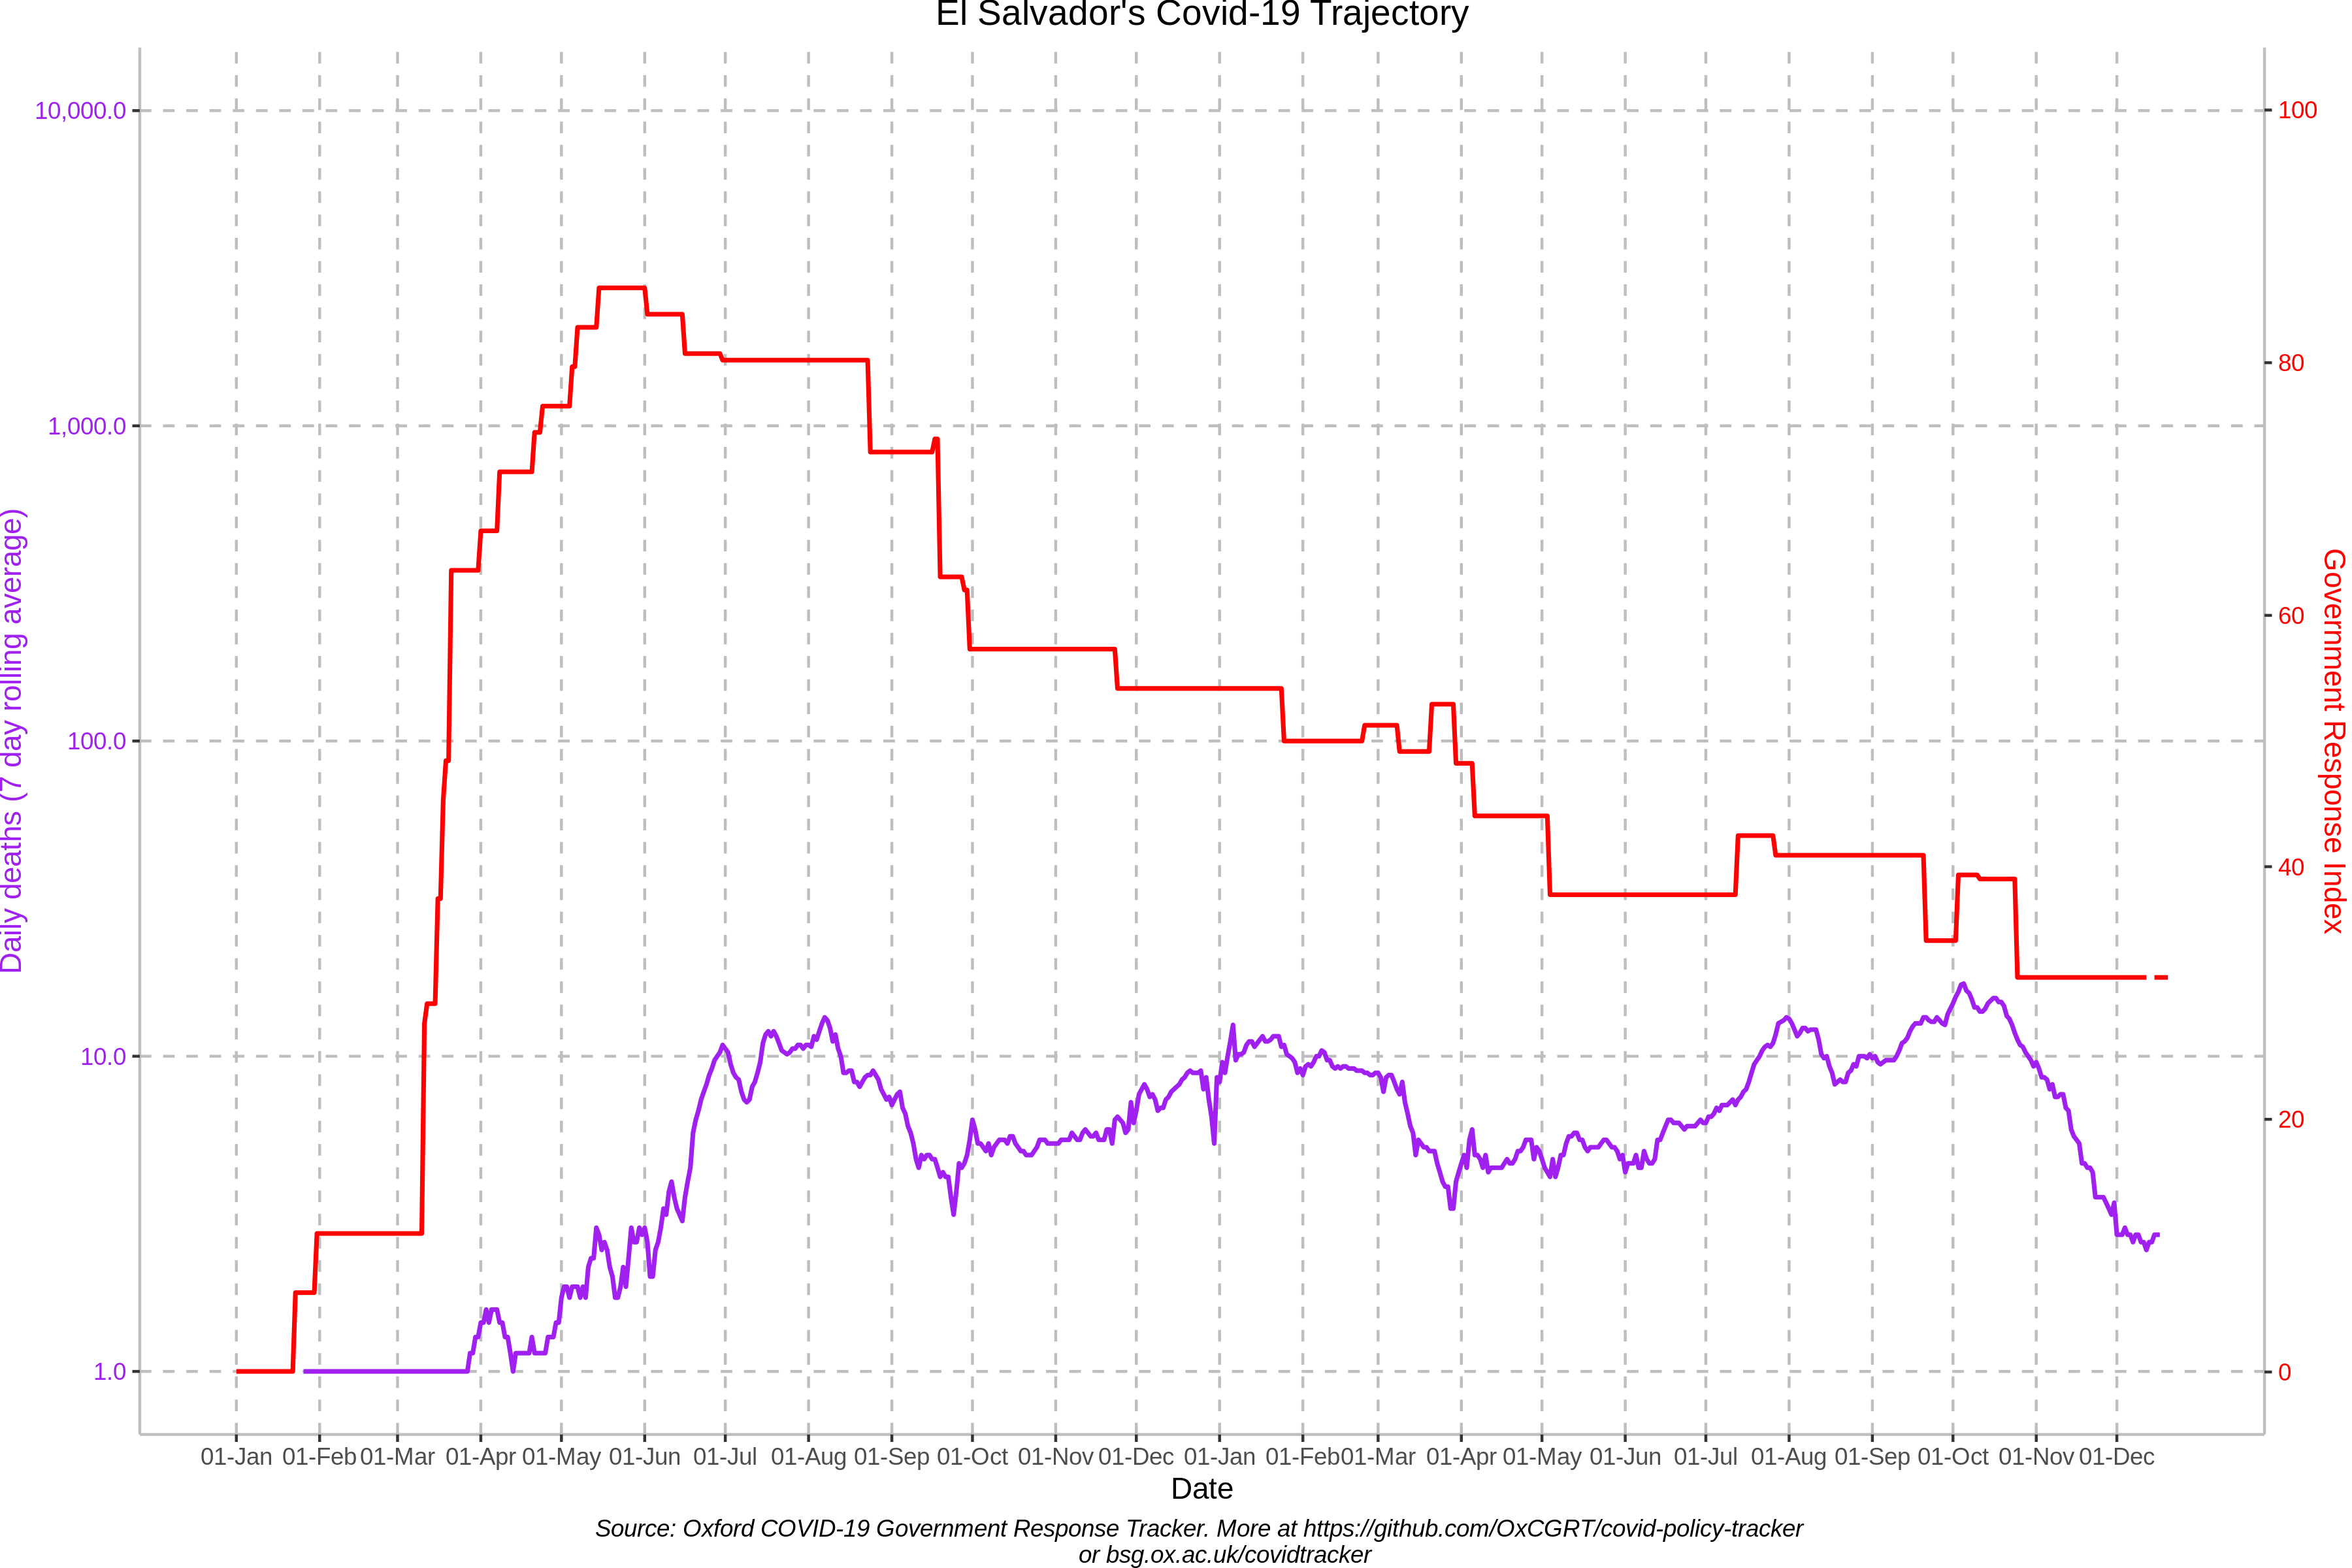 El Salvador's Covid-19 Trajectory
Daily deaths (7 day rolling average)
10,000.0
1,000.0
100.0
10.0
1.0
100
80
60
40
20
0
Government Response Index
01-Jan 01-Feb 01-Mar 01-Apr 01-May 01-Jun 01-Jul 01-Aug 01-Sep 01-Oct 01-Nov 01-Dec 01-Jan 01-Feb 01-Mar 01-Apr 01-May 01-Jun 01-Jul 01-Aug 01-Sep 01-Oct 01-Nov 01-Dec
Date
Source: Oxford COVID-19 Government Response Tracker. More at https://github.com/OxCGRT/covid-policy-tracker
or bsg.ox.ac.uk/covidtracker